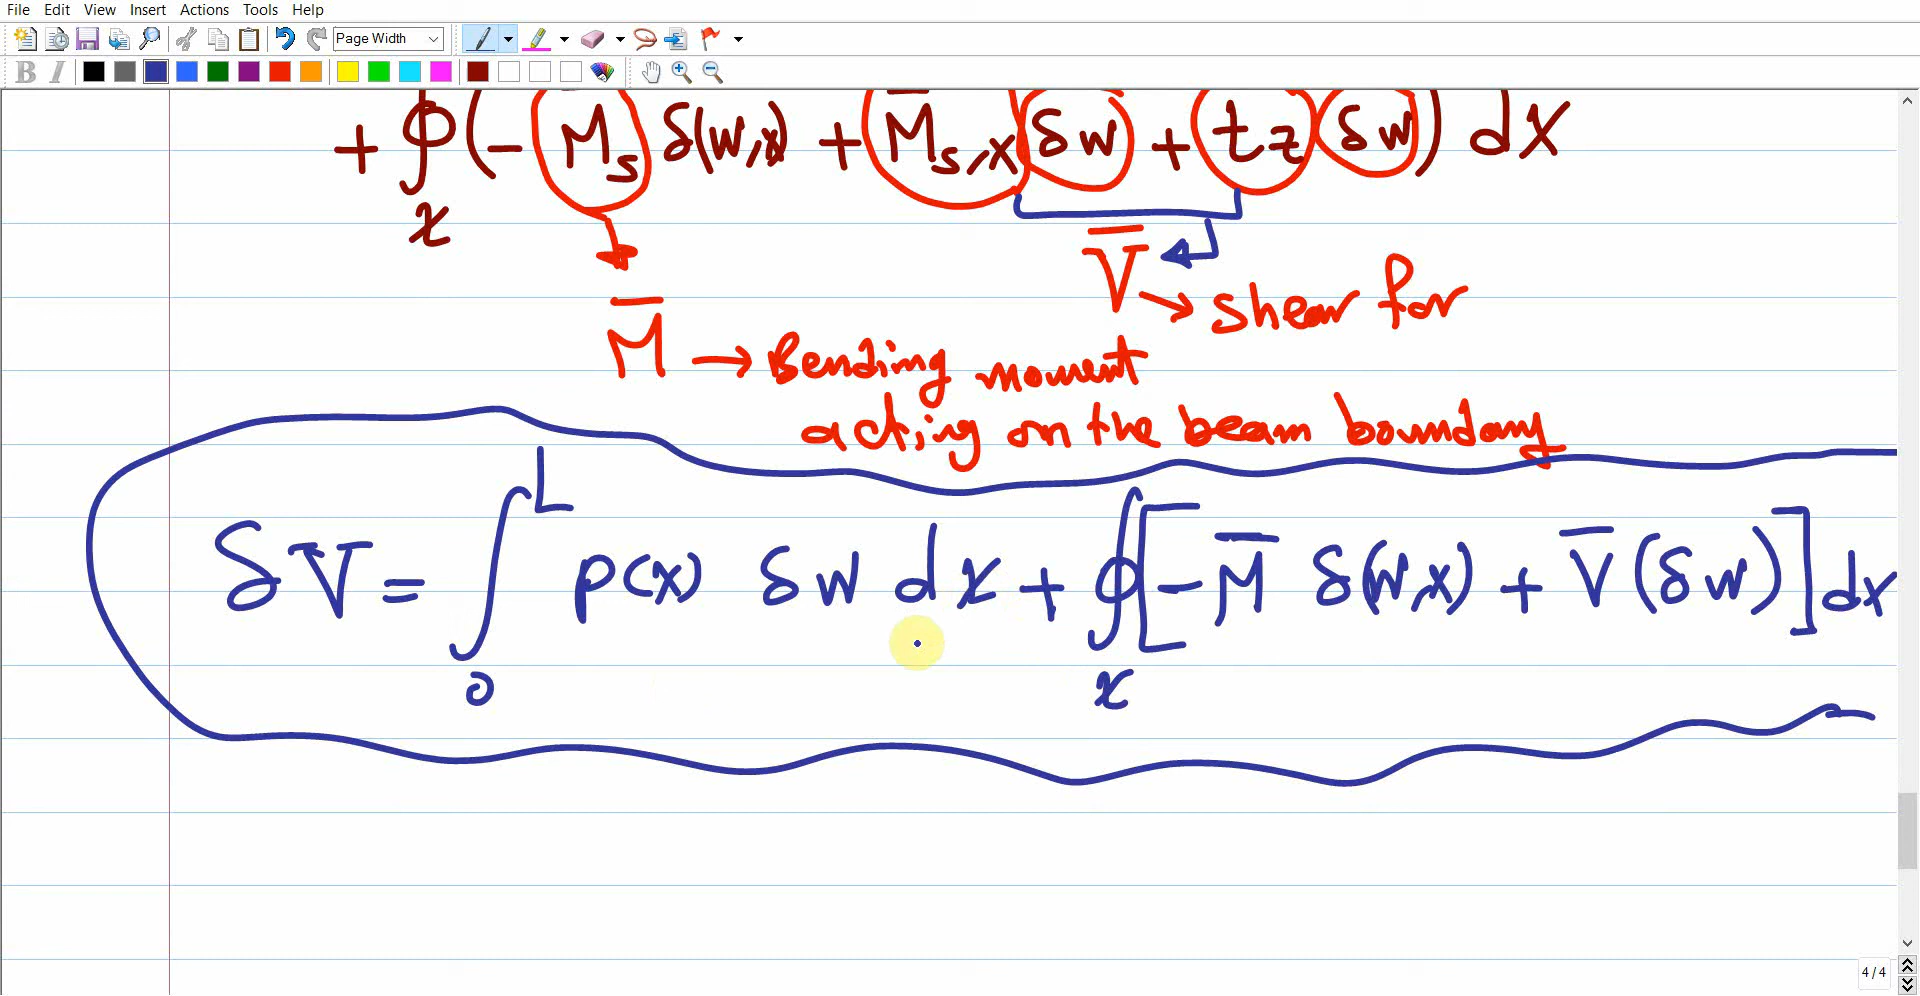 File Edit View Insert Actions Tools Help
Page Width
B I
+ ∮ (- M̄s δ(w,x) + M̄s,x δw + tz δw) dx
x
V̄ → shear for
M̄ → Bending moment
acting on the beam boundary
δV = ∫₀ᴸ p(x) δw dx + ∮ₓ [- M̄ δ(w,x) + V̄ (δw)] dx
4 / 4